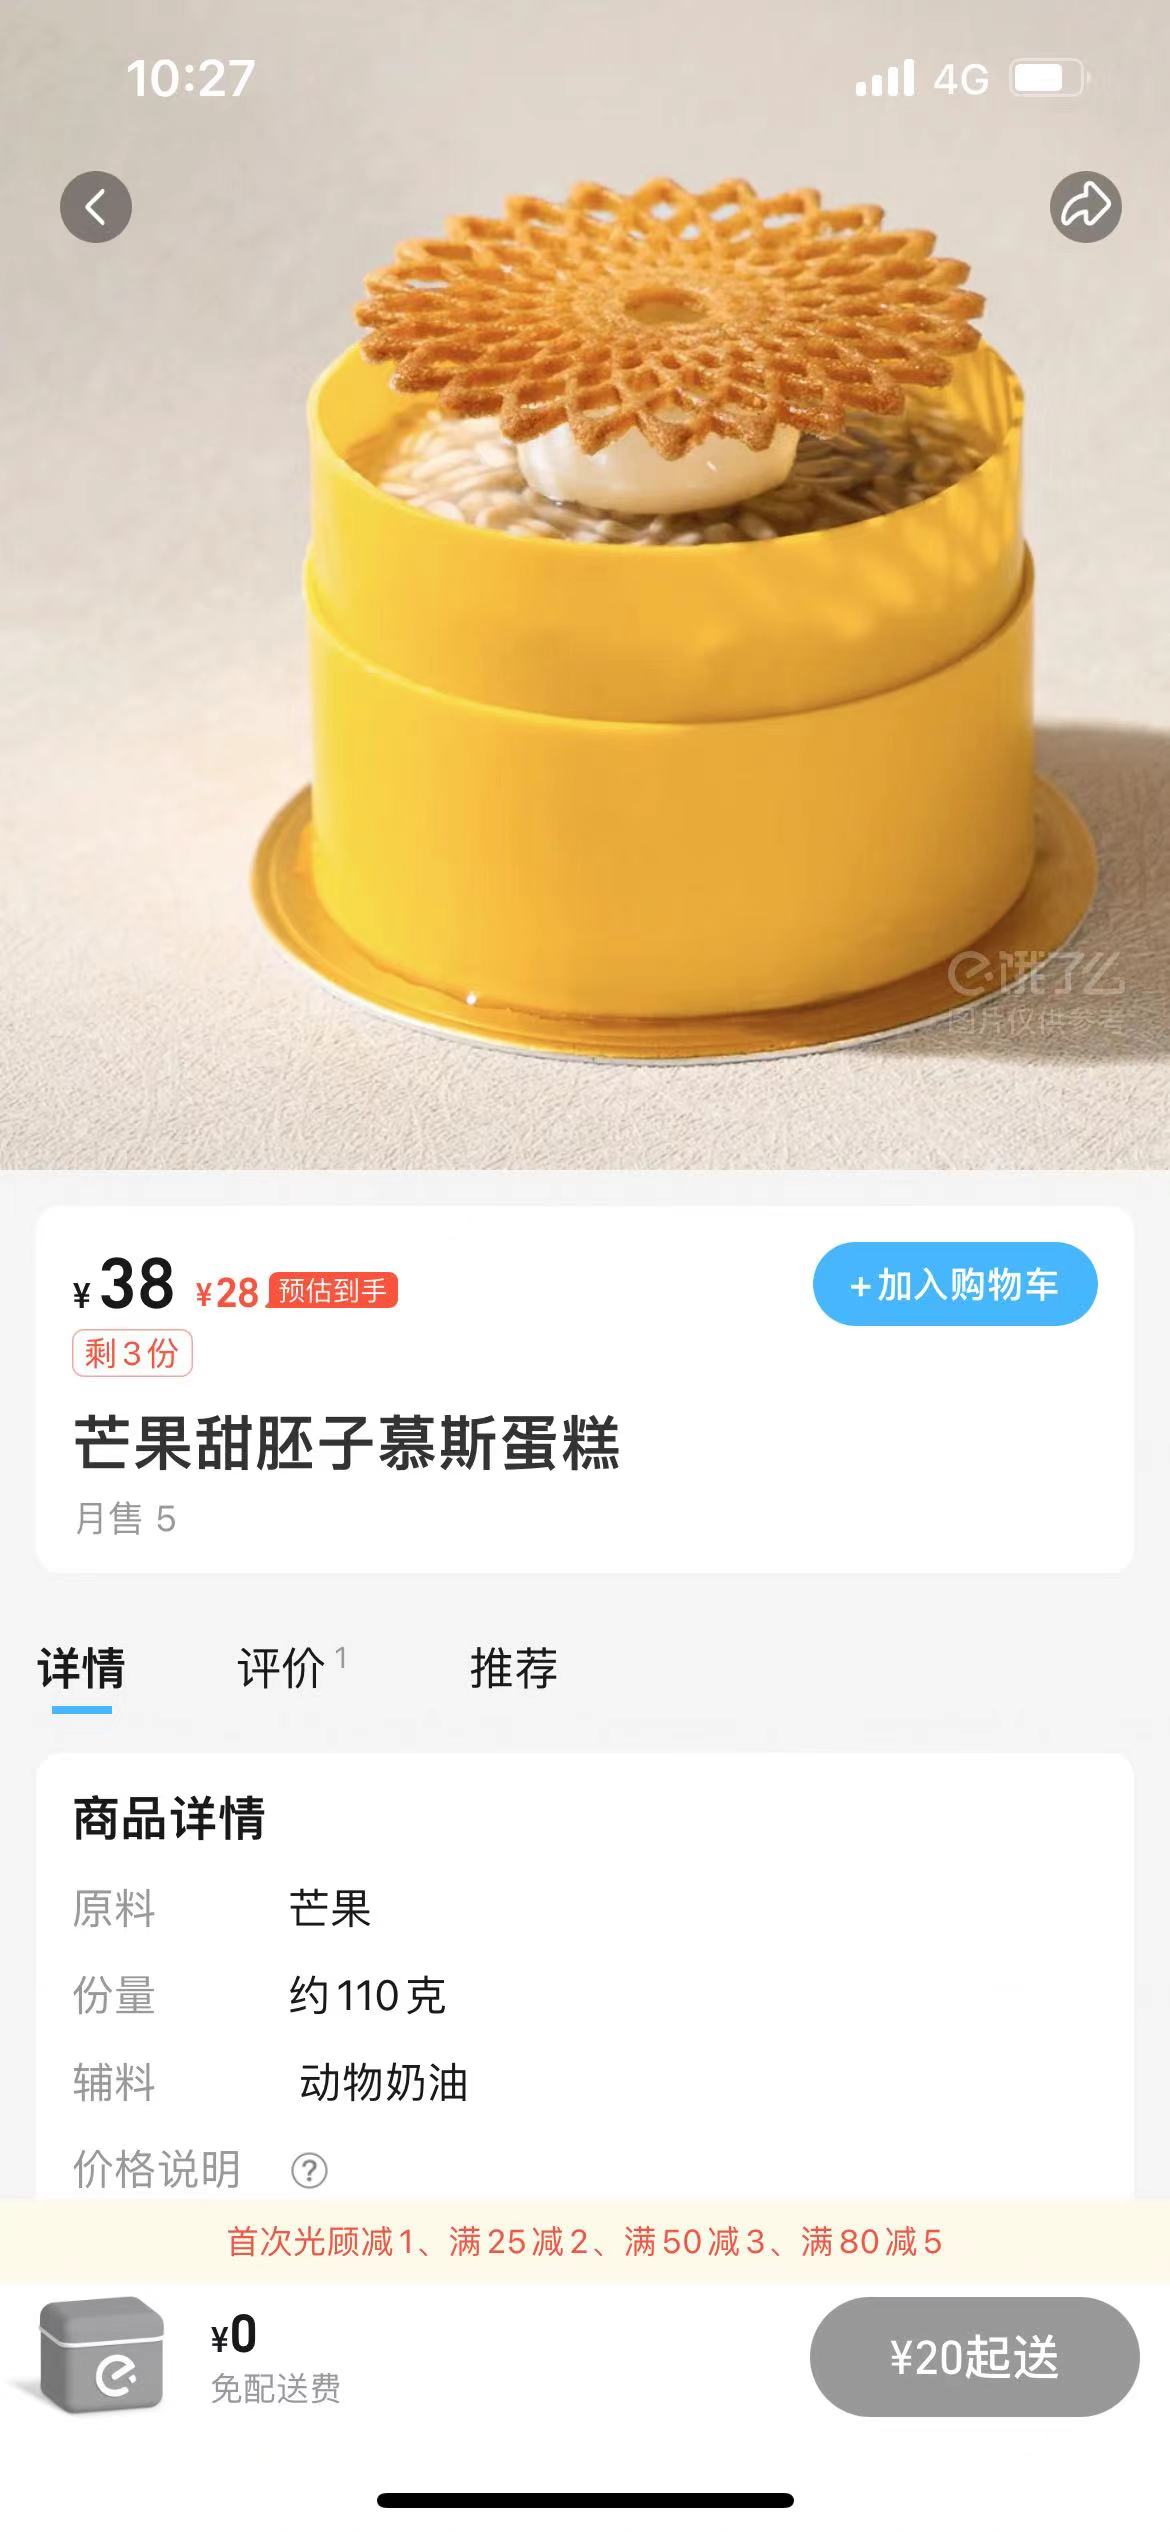 10:27
4G
饿了么
图片仅供参考
¥38 ¥28 预估到手
+加入购物车
剩3份
芒果甜胚子慕斯蛋糕
月售 5
详情 评价 1 推荐
商品详情
原料 芒果
份量 约110克
辅料 动物奶油
价格说明 ?
首次光顾减1、满25减2、满50减3、满80减5
¥0
免配送费
¥20起送